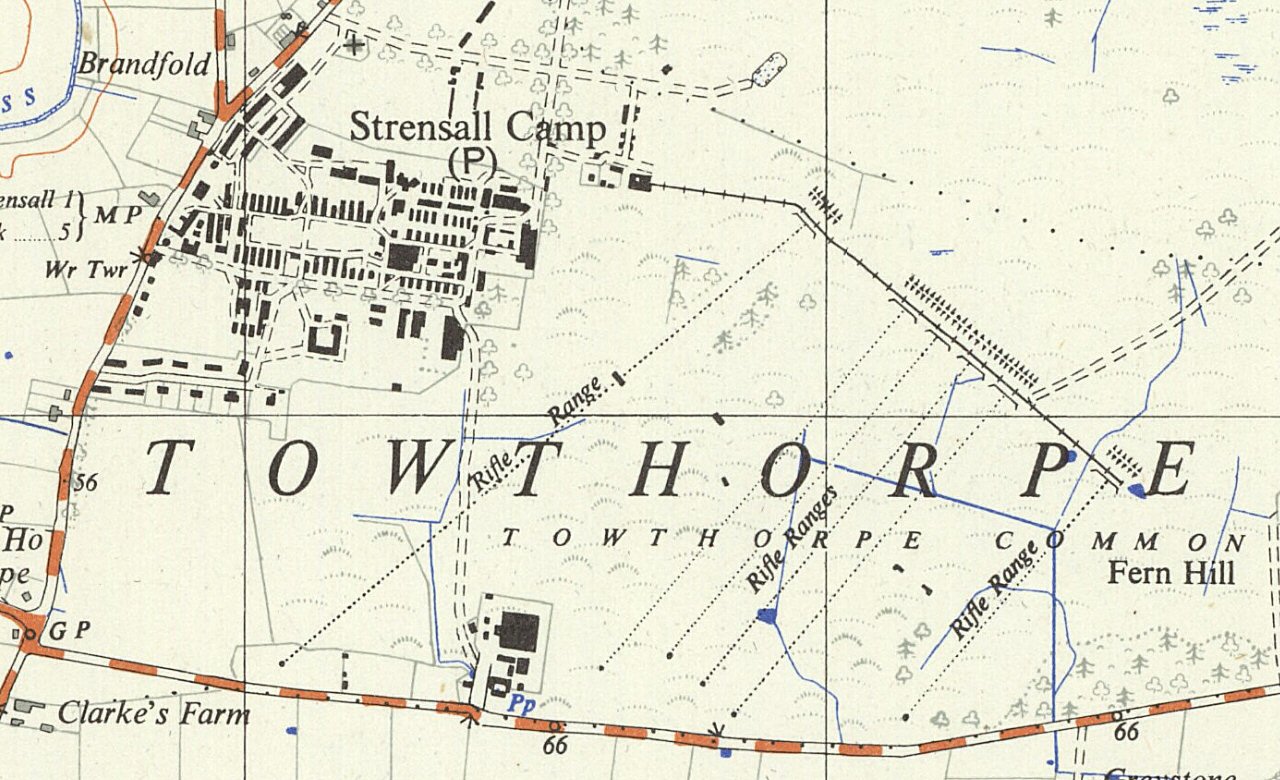 Brandfold
s s
Strensall Camp
(P)
ensall 1
k ........ 5
M P
Wr Twr
Rifle Range
T O W T H O R P E
T O W T H O R P E C O M M O N
56
P
Ho
pe
Rifle Ranges
Rifle Range
Fern Hill
G P
Clarke's Farm
Pp
66
66
Greystone